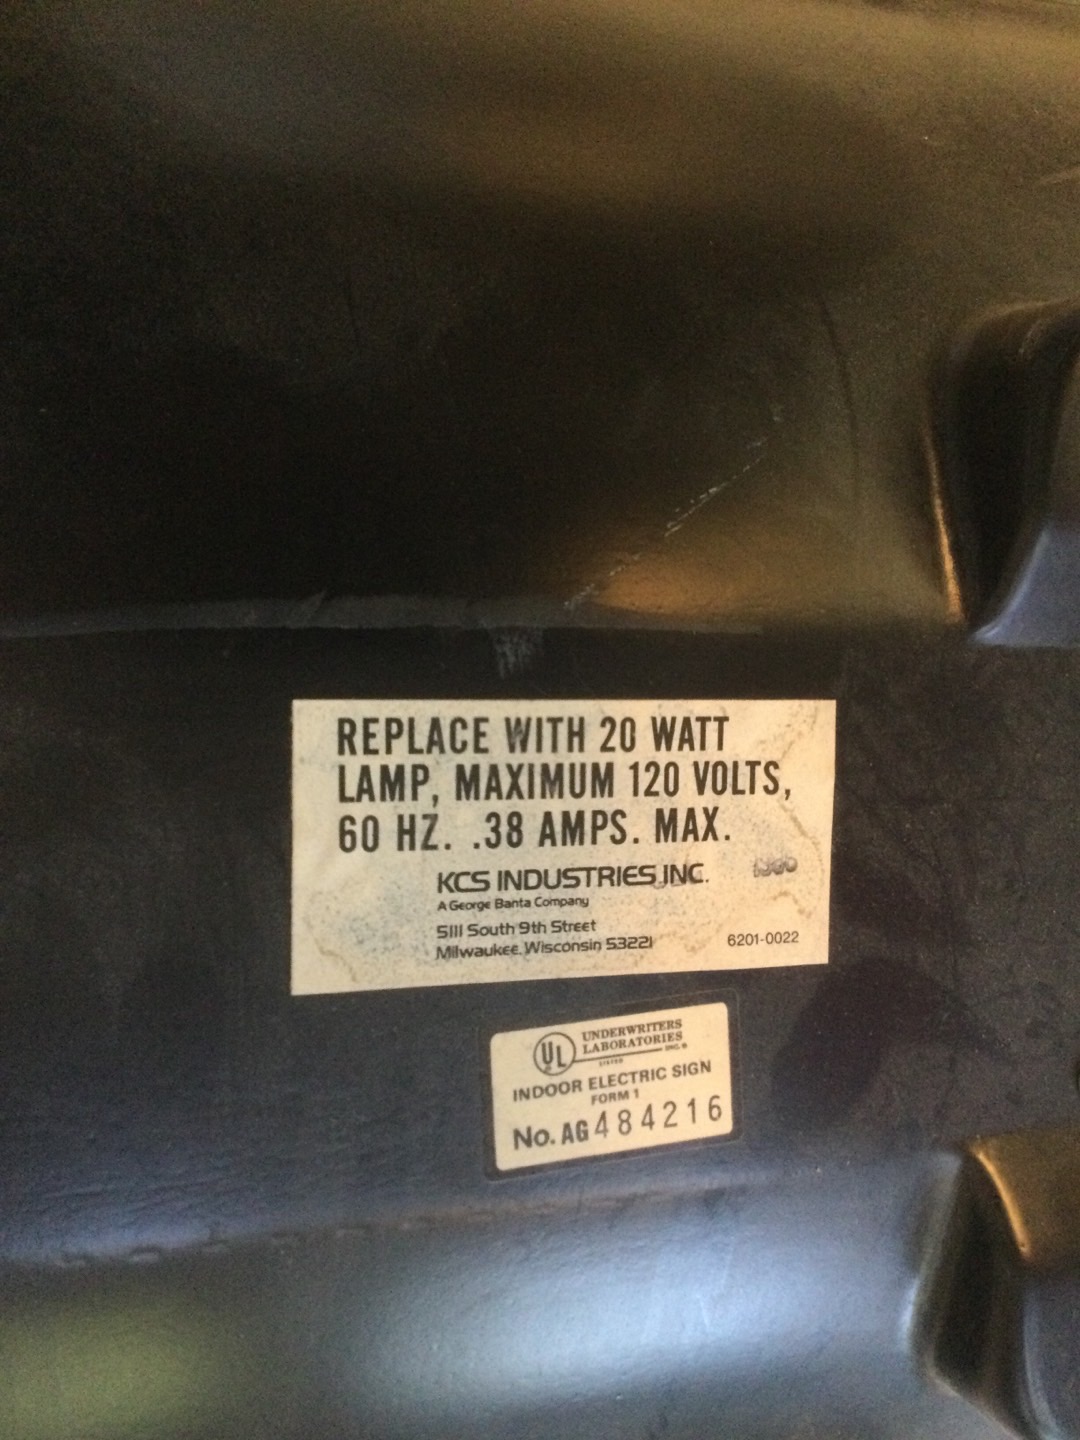 REPLACE WITH 20 WATT
LAMP, MAXIMUM 120 VOLTS,
60 HZ. .38 AMPS. MAX.
KCS INDUSTRIES, INC.
A George Banta Company
5111 South 9th Street
Milwaukee, Wisconsin 53221
6201-0022
UL
UNDERWRITERS
LABORATORIES
INC.®
LISTED
INDOOR ELECTRIC SIGN
FORM 1
No. AG 484216